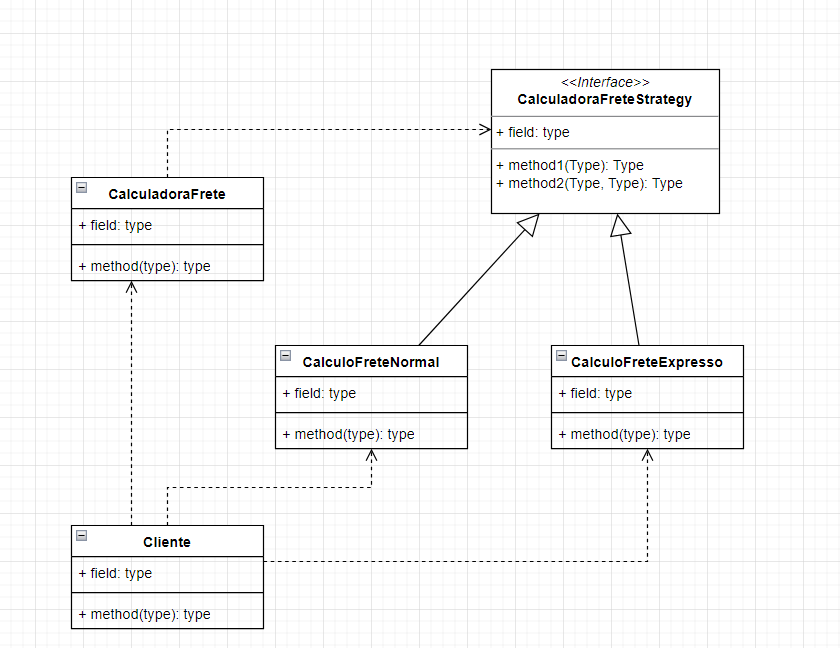 <<Interface>>
CalculadoraFreteStrategy
+ field: type
+ method1(Type): Type
+ method2(Type, Type): Type
CalculadoraFrete
+ field: type
+ method(type): type
CalculoFreteNormal
+ field: type
+ method(type): type
CalculoFreteExpresso
+ field: type
+ method(type): type
Cliente
+ field: type
+ method(type): type